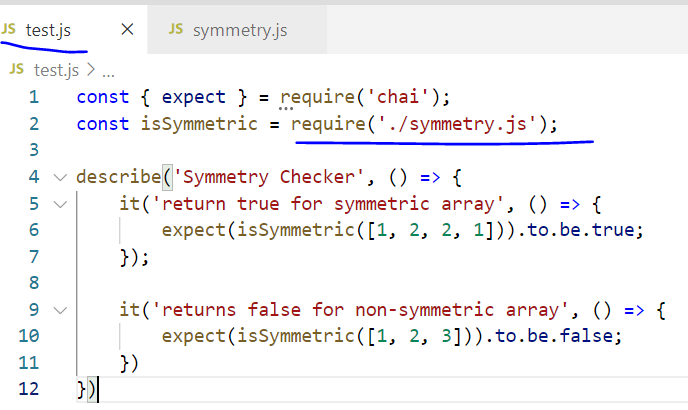 JS test.js × JS symmetry.js
JS test.js > ...
1 const { expect } = require('chai');
2 const isSymmetric = require('./symmetry.js');
3
4 describe('Symmetry Checker', () => {
5 it('return true for symmetric array', () => {
6 expect(isSymmetric([1, 2, 2, 1])).to.be.true;
7 });
8
9 it('returns false for non-symmetric array', () => {
10 expect(isSymmetric([1, 2, 3])).to.be.false;
11 })
12 })